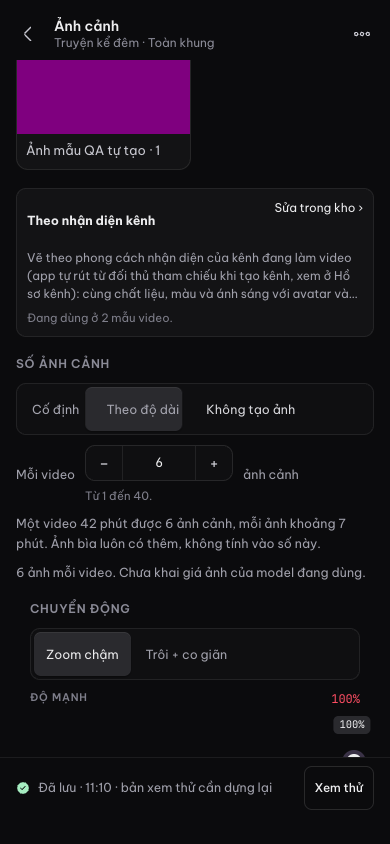 Ảnh cảnh
Truyện kể đêm · Toàn khung
Ảnh mẫu QA tự tạo · 1
Sửa trong kho ›
Theo nhận diện kênh
Vẽ theo phong cách nhận diện của kênh đang làm video
(app tự rút từ đối thủ tham chiếu khi tạo kênh, xem ở Hồ
sơ kênh): cùng chất liệu, màu và ánh sáng với avatar và...
Đang dùng ở 2 mẫu video.
SỐ ẢNH CẢNH
Cố định Theo độ dài Không tạo ảnh
Mỗi video − 6 + ảnh cảnh
Từ 1 đến 40.
Một video 42 phút được 6 ảnh cảnh, mỗi ảnh khoảng 7
phút. Ảnh bìa luôn có thêm, không tính vào số này.
6 ảnh mỗi video. Chưa khai giá ảnh của model đang dùng.
CHUYỂN ĐỘNG
Zoom chậm Trôi + co giãn
ĐỘ MẠNH 100%
100%
Đã lưu · 11:10 · bản xem thử cần dựng lại Xem thử